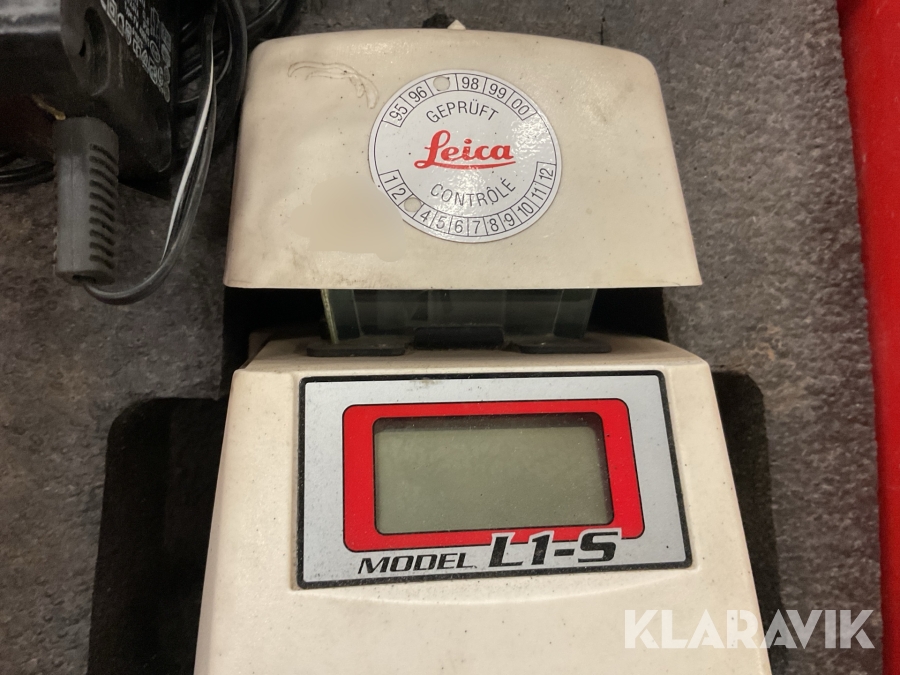 95 96 98 99 00
GEPRÜFT
Leica
CONTRÔLÉ
1 2 4 5 6 7 8 9 10 11 12
MODEL L1-S
KLARAVIK